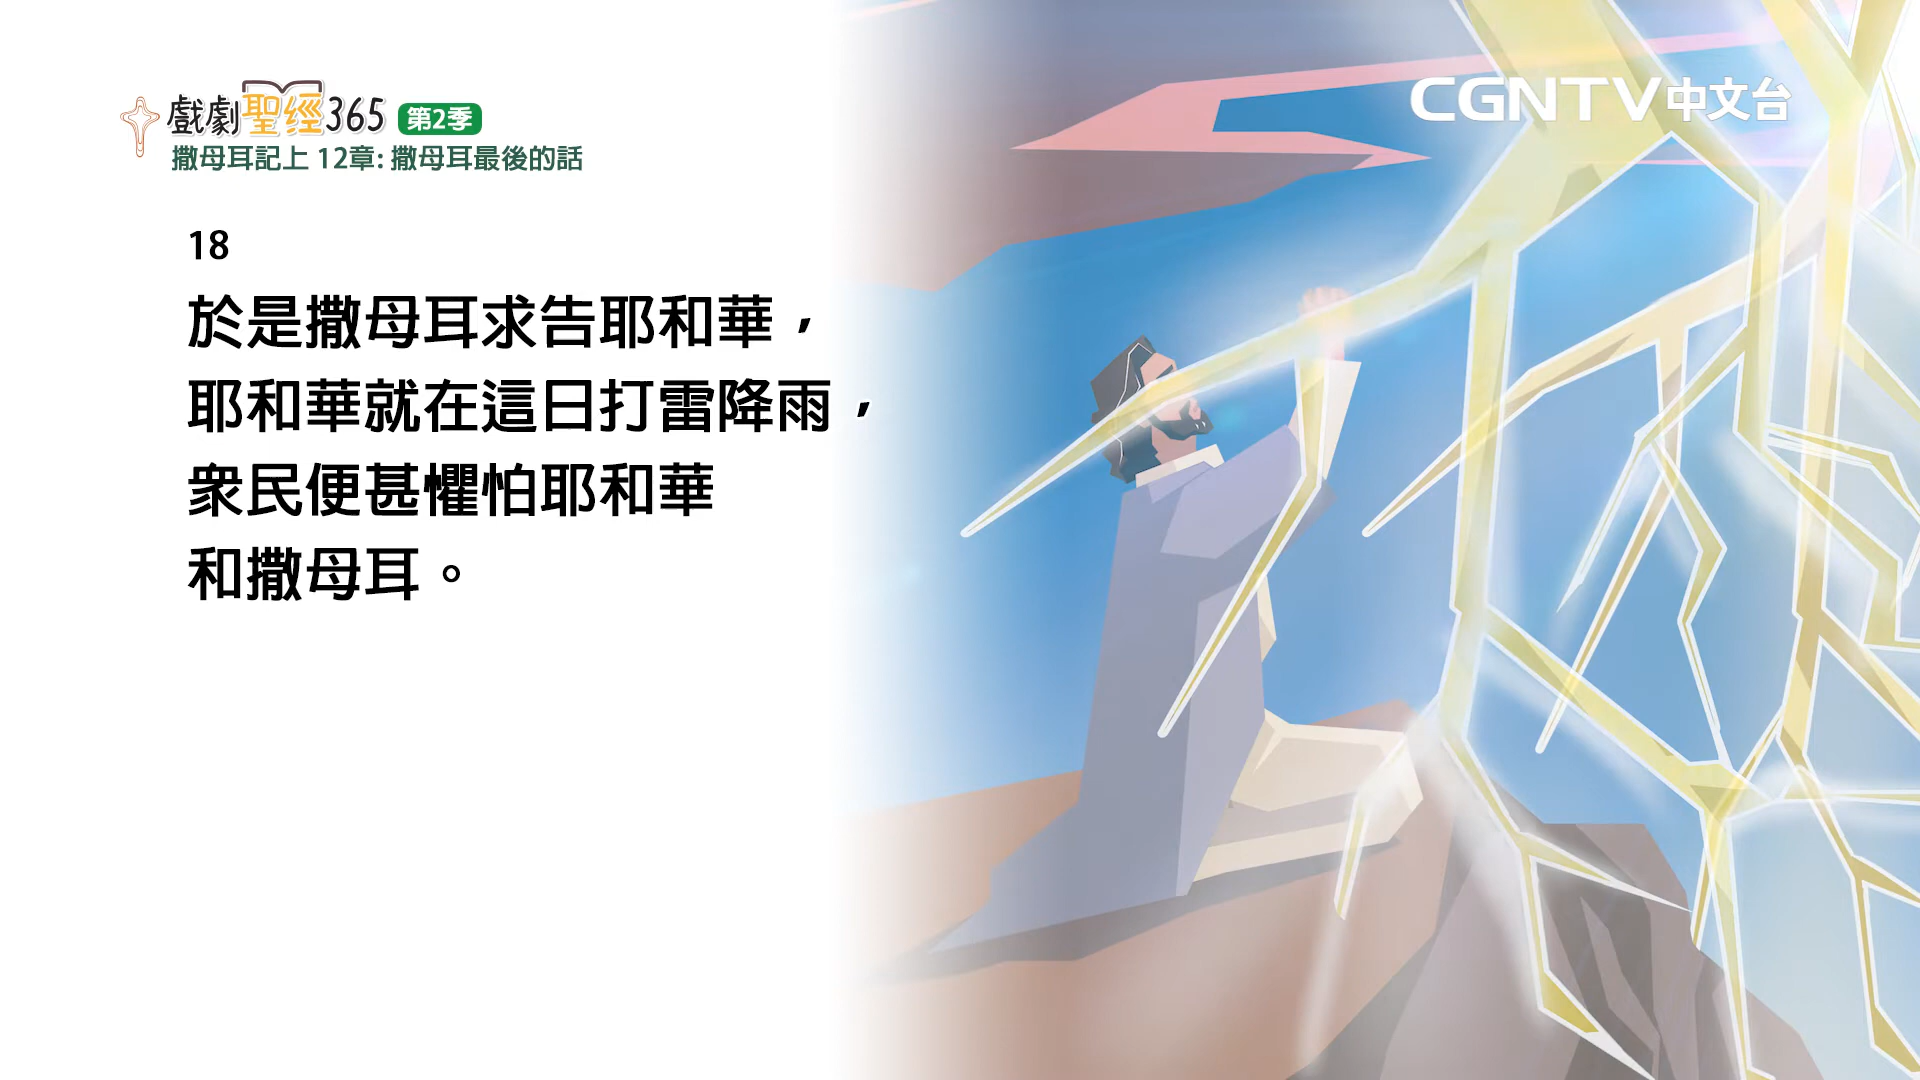 戲劇聖經365 第2季
撒母耳記上 12章: 撒母耳最後的話
CGNTV中文台
18
於是撒母耳求告耶和華，
耶和華就在這日打雷降雨，
衆民便甚懼怕耶和華
和撒母耳。